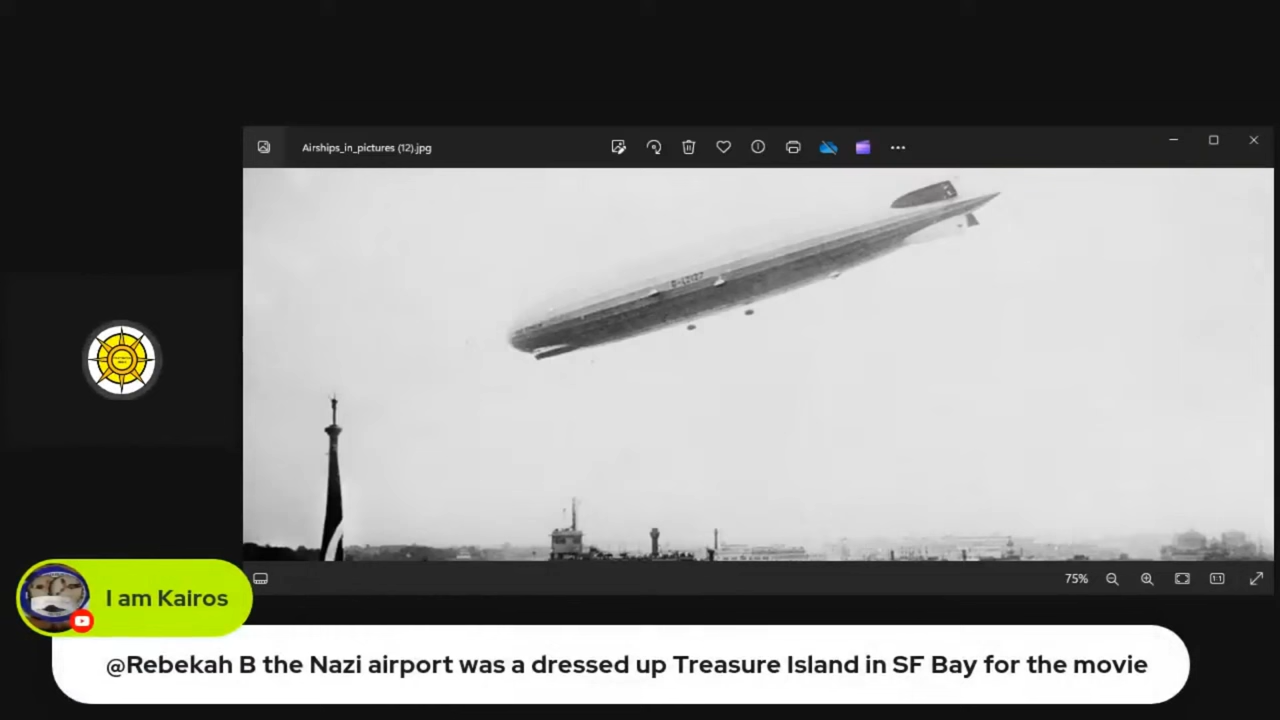 Airships_in_pictures (12).jpg
75%
I am Kairos
@Rebekah B the Nazi airport was a dressed up Treasure Island in SF Bay for the movie